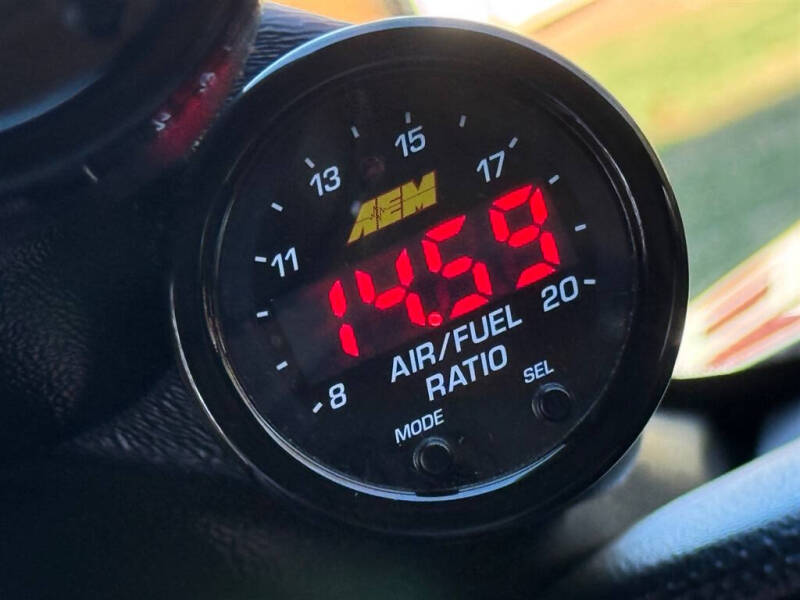 15
13
17
11
AEM
14.59
20
8
AIR/FUEL
RATIO
SEL
MODE